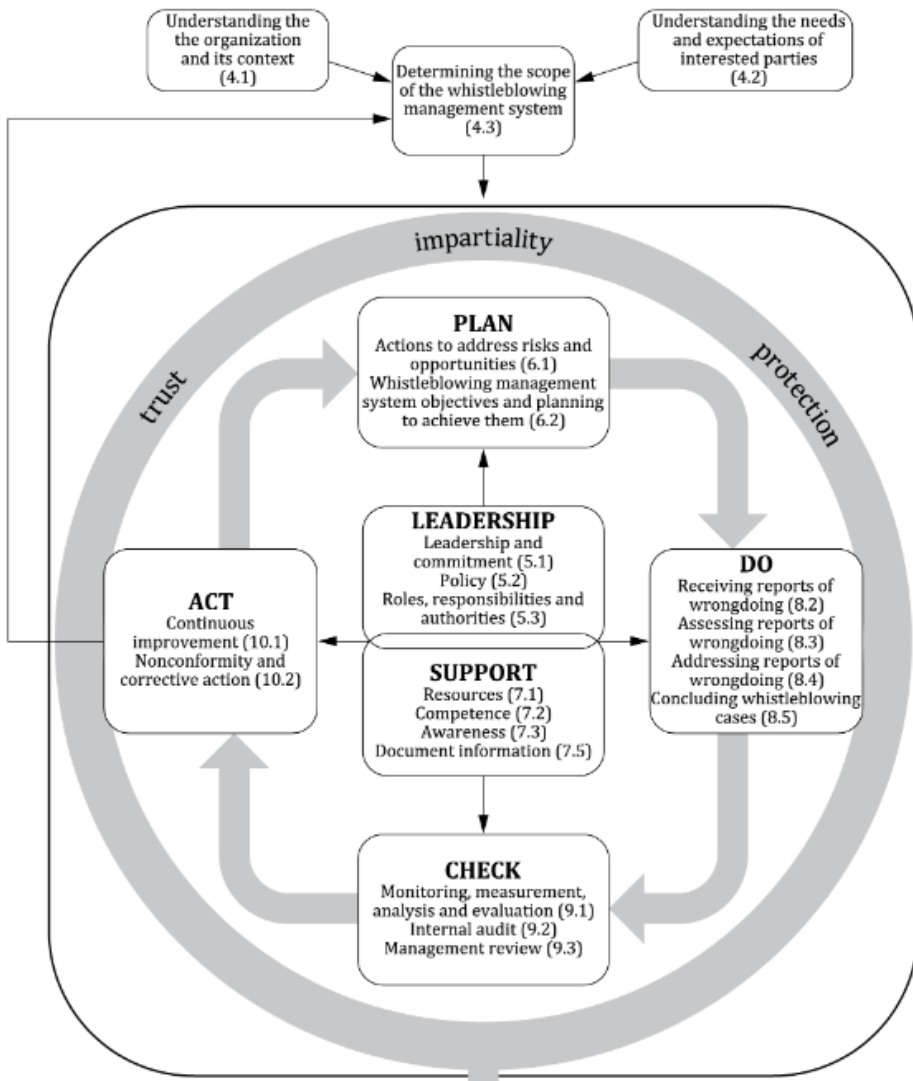 Understanding the
the organization
and its context
(4.1)
Understanding the needs
and expectations of
interested parties
(4.2)
Determining the scope
of the whistleblowing
management system
(4.3)
impartiality
trust
protection
PLAN
Actions to address risks and
opportunities (6.1)
Whistleblowing management
system objectives and planning
to achieve them (6.2)
LEADERSHIP
Leadership and
commitment (5.1)
Policy (5.2)
Roles, responsibilities and
authorities (5.3)
ACT
Continuous
improvement (10.1)
Nonconformity and
corrective action (10.2)
DO
Receiving reports of
wrongdoing (8.2)
Assessing reports of
wrongdoing (8.3)
Addressing reports of
wrongdoing (8.4)
Concluding whistleblowing
cases (8.5)
SUPPORT
Resources (7.1)
Competence (7.2)
Awareness (7.3)
Document information (7.5)
CHECK
Monitoring, measurement,
analysis and evaluation (9.1)
Internal audit (9.2)
Management review (9.3)